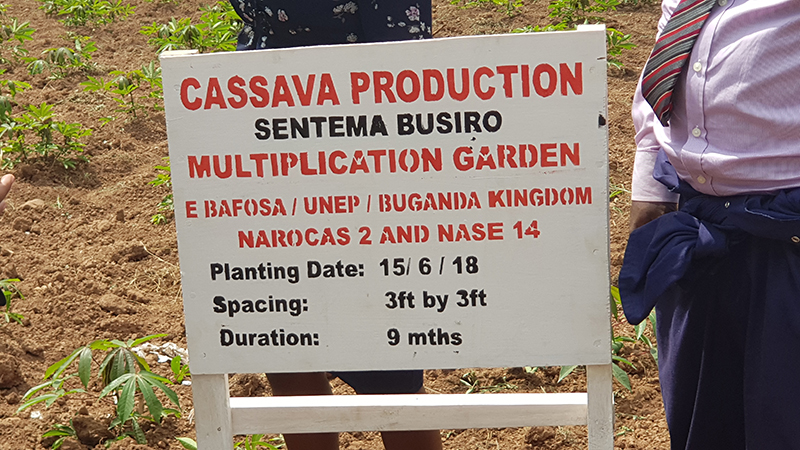 CASSAVA PRODUCTION
SENTEMA BUSIRO
MULTIPLICATION GARDEN
E BAFOSA / UNEP / BUGANDA KINGDOM
NAROCAS 2 AND NASE 14
Planting Date: 15/ 6 / 18
Spacing: 3ft by 3ft
Duration: 9 mths